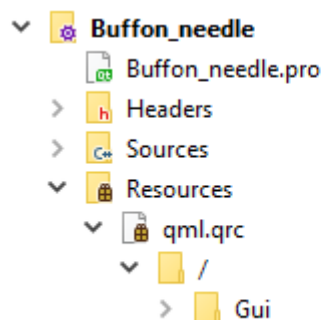 Buffon_needle
Buffon_needle.pro
Headers
Sources
Resources
qml.qrc
/
Gui